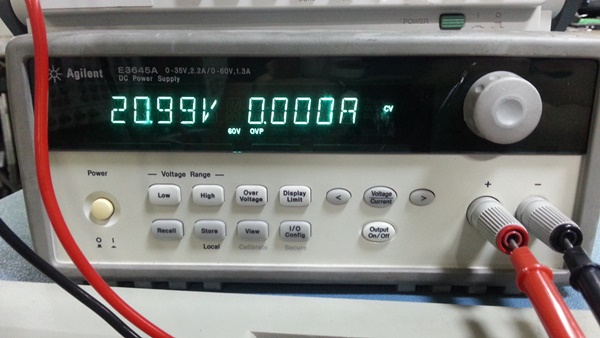 POWER
Agilent E3645A 0-35V,2.2A/0-60V,1.3A
DC Power Supply
20.99V 0.000A CV
60V OVP
Power
Voltage Range
Low High Over Voltage Display Limit < Voltage Current > + -
Recall Store View I/O Config Output On/Off
Local Calibrate Secure
O I